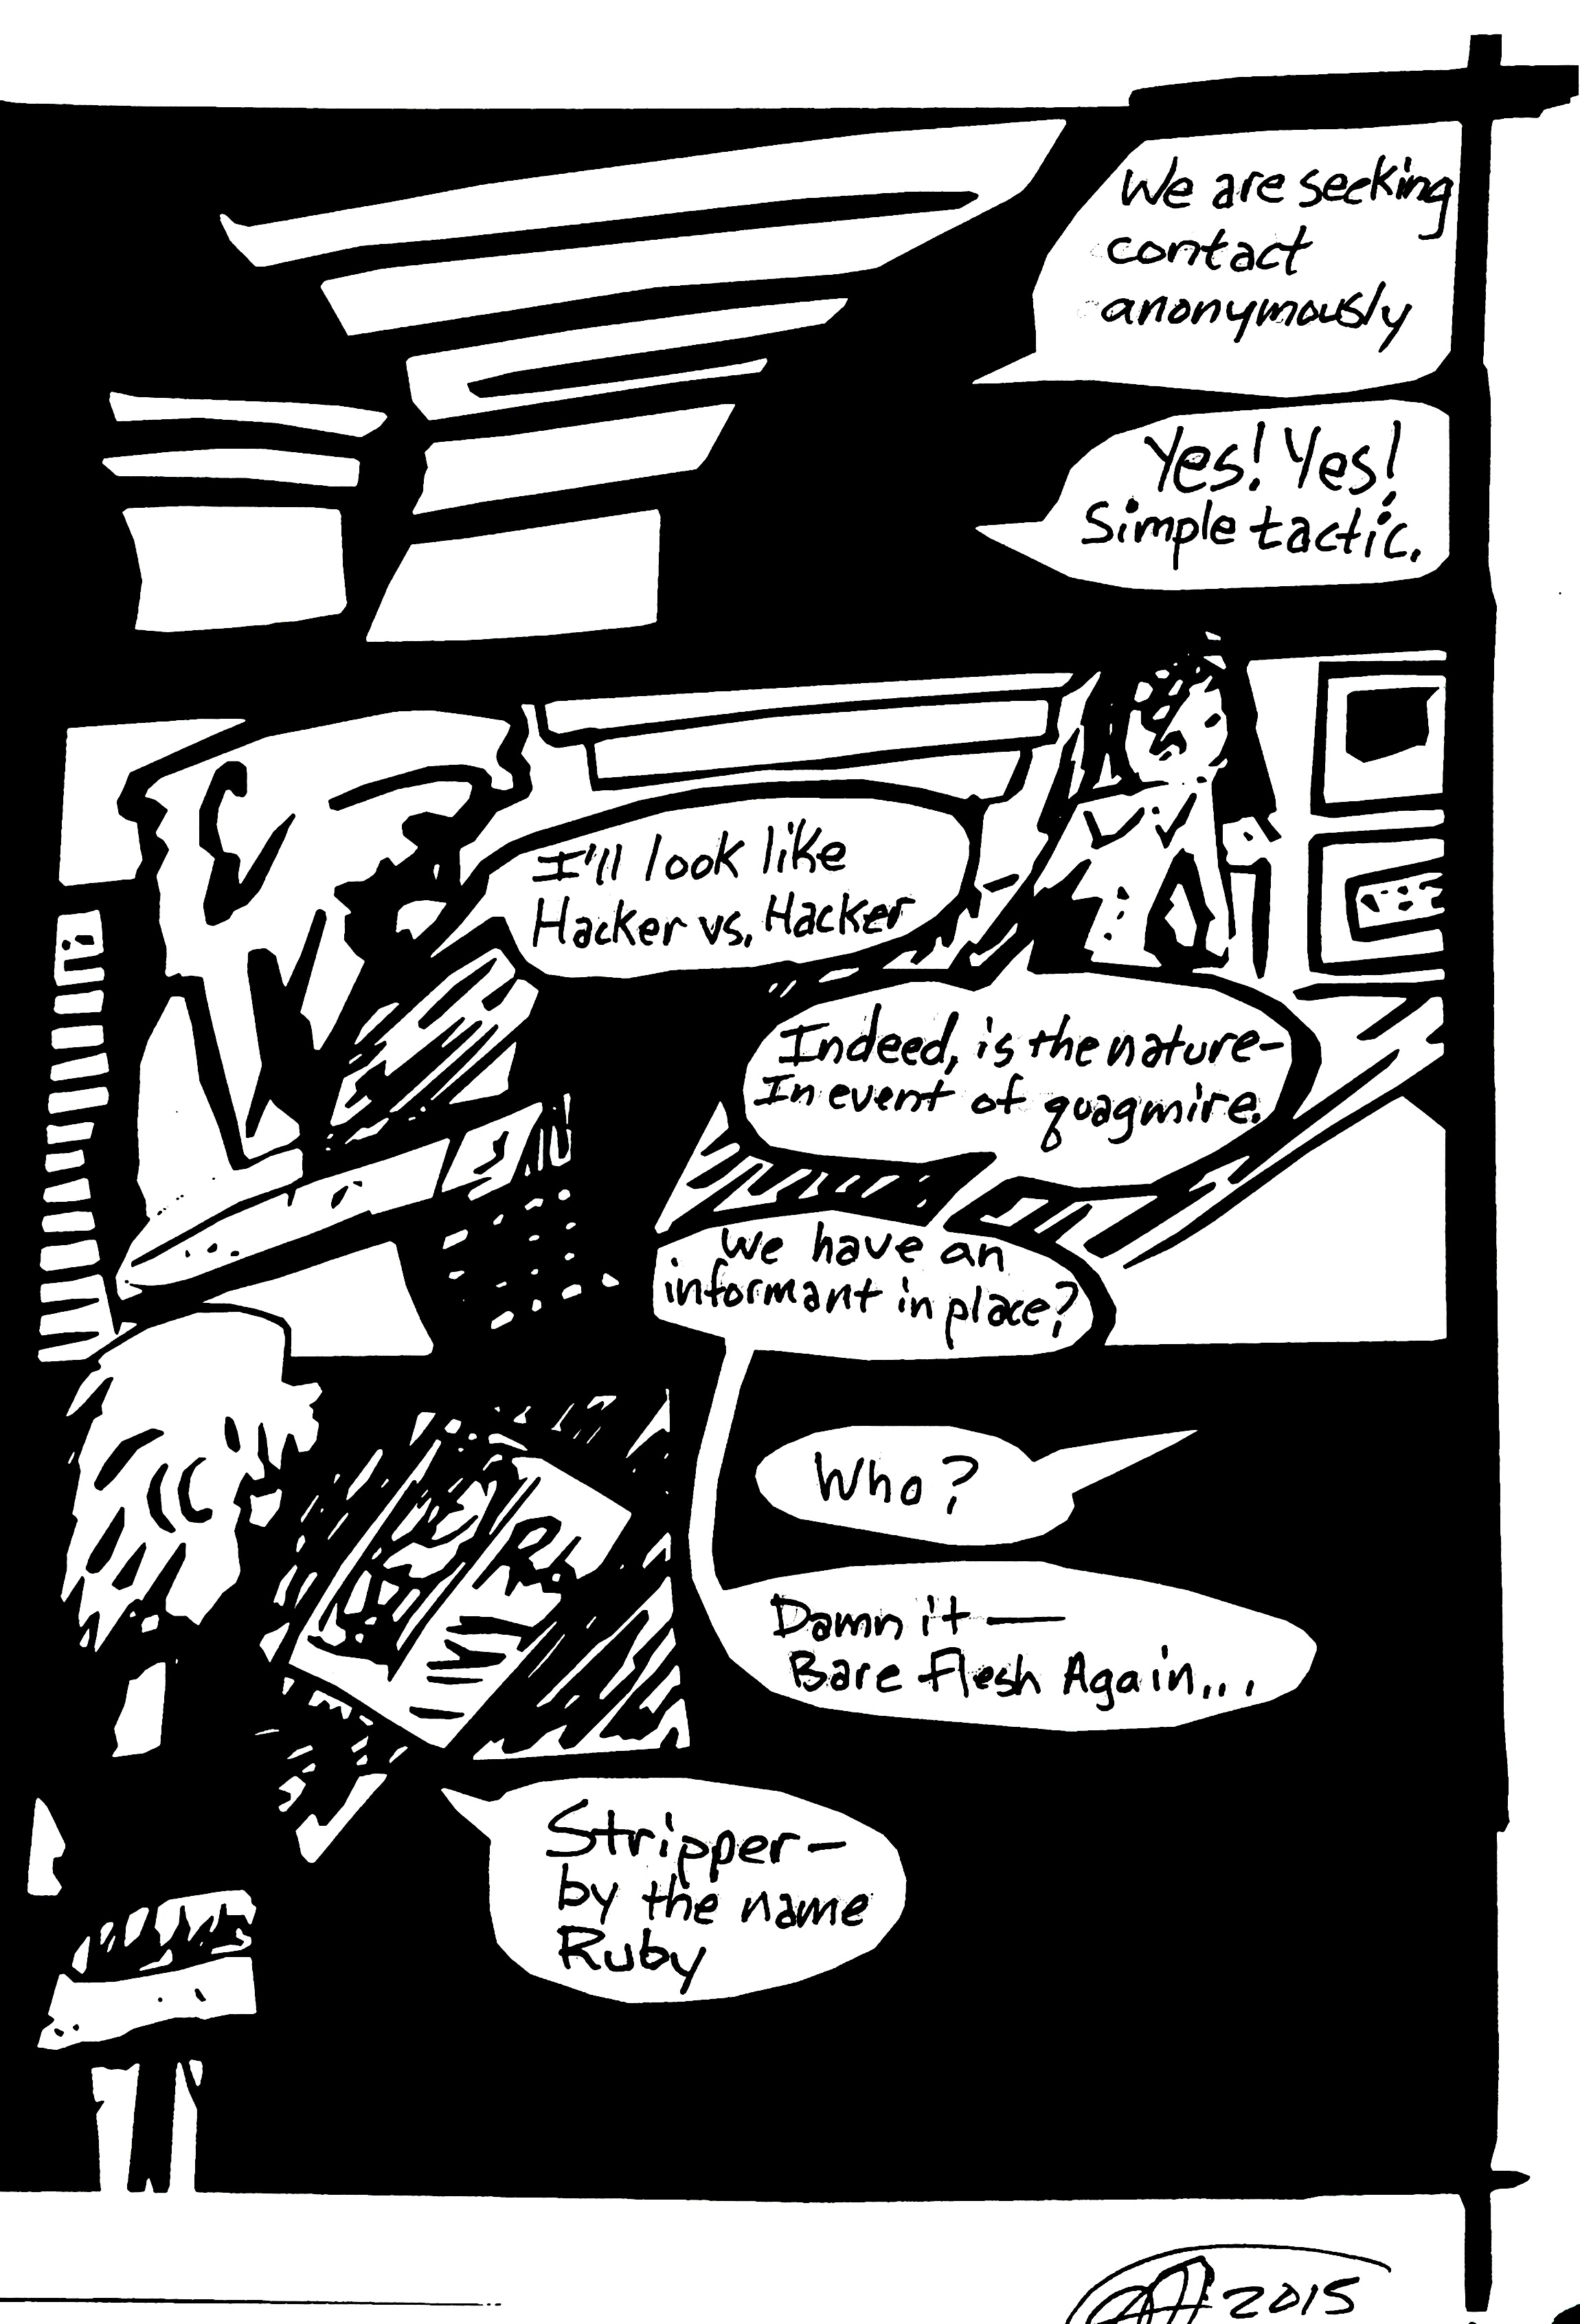 We are seeking
contact
anonymously
Yes! Yes!
Simple tactic.
I'll look like
Hacker vs. Hacker
Indeed, is the nature—
In event of quagmire.
We have an
informant in place?
Who?
Damn it—
Bare Flesh Again...
Stripper—
by the name
Ruby
2015